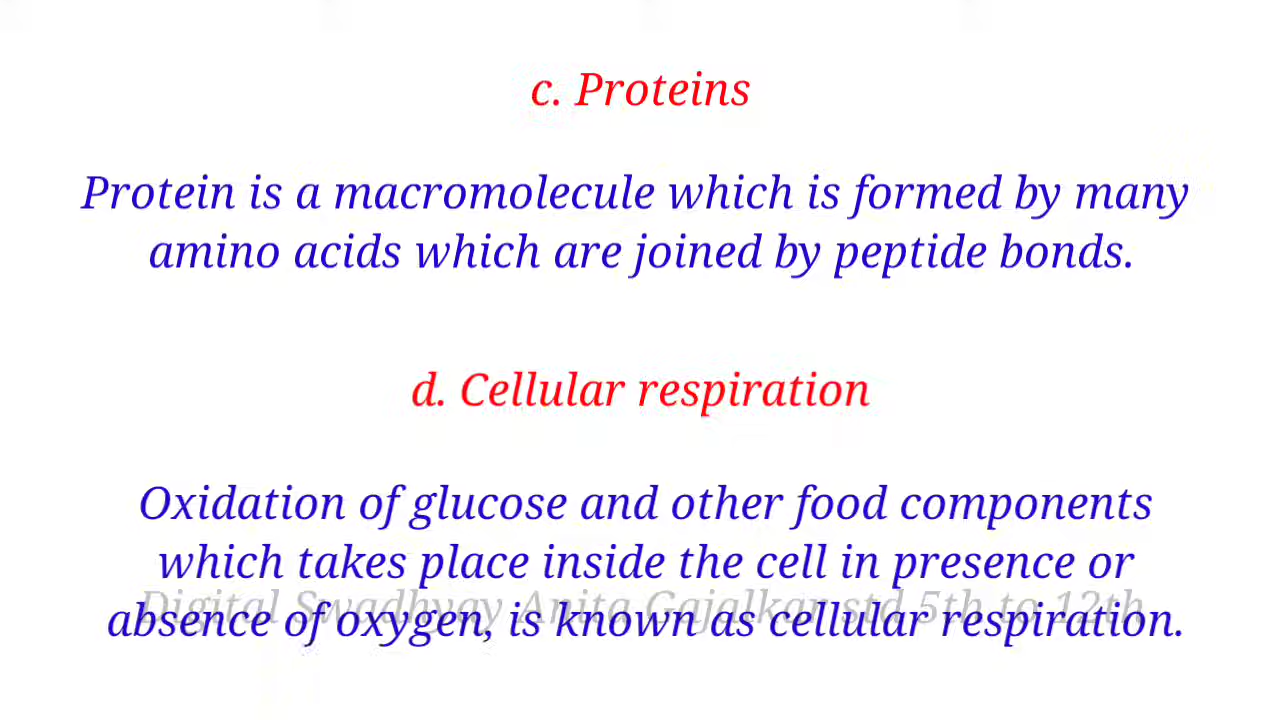 c. Proteins
Protein is a macromolecule which is formed by many
amino acids which are joined by peptide bonds.
d. Cellular respiration
Oxidation of glucose and other food components
which takes place inside the cell in presence or
Digital Swadhyay Anita Gajalkar std 5th to 12th
absence of oxygen, is known as cellular respiration.